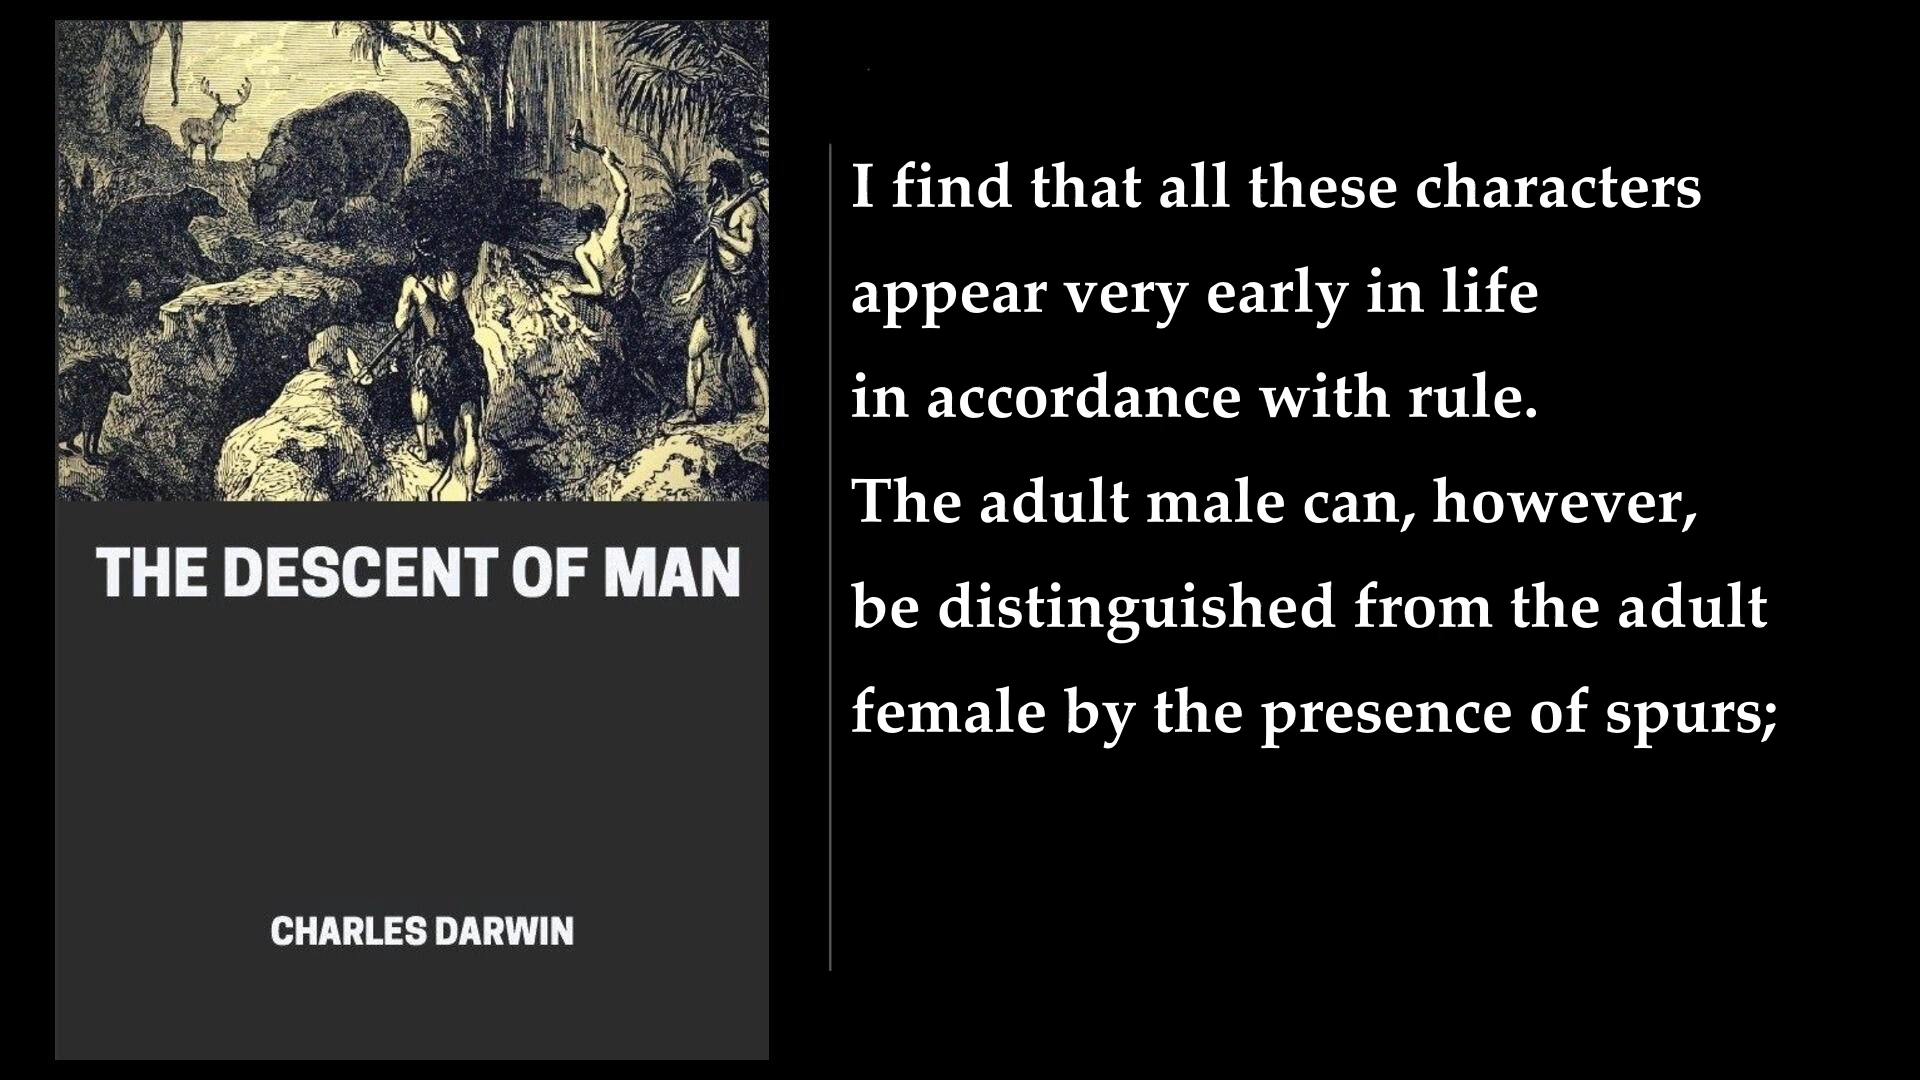 THE DESCENT OF MAN
CHARLES DARWIN
I find that all these characters
appear very early in life
in accordance with rule.
The adult male can, however,
be distinguished from the adult
female by the presence of spurs;